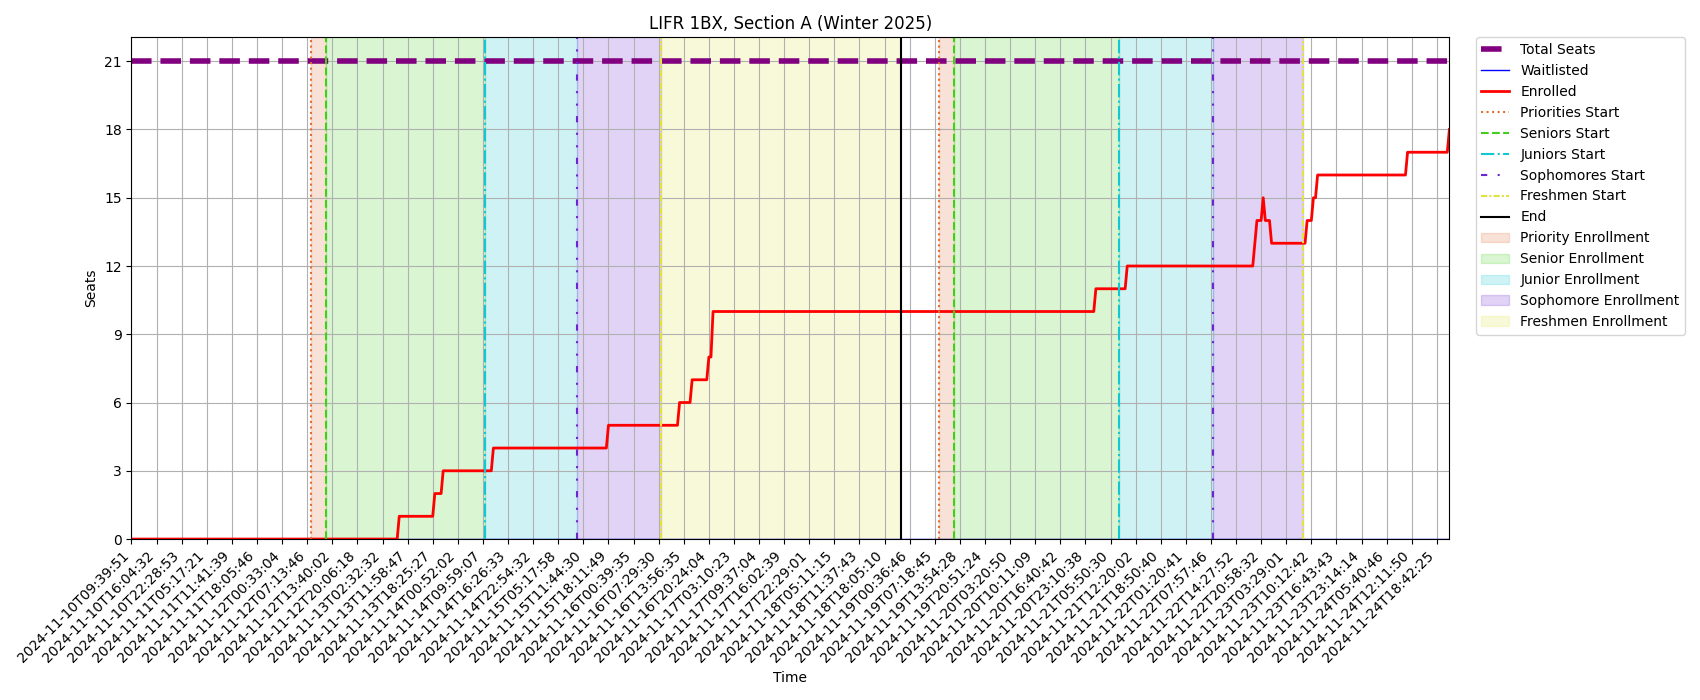 LIFR 1BX, Section A (Winter 2025)
Total Seats
Waitlisted
Enrolled
Priorities Start
Seniors Start
Juniors Start
Sophomores Start
Freshmen Start
End
Priority Enrollment
Senior Enrollment
Junior Enrollment
Sophomore Enrollment
Freshmen Enrollment
Seats
21
18
15
12
9
6
3
0
2024-11-10T09:39:51
2024-11-10T16:04:32
2024-11-10T22:28:53
2024-11-11T05:17:21
2024-11-11T11:41:39
2024-11-11T18:05:46
2024-11-12T00:33:04
2024-11-12T07:13:46
2024-11-12T13:40:02
2024-11-12T20:06:18
2024-11-13T02:32:32
2024-11-13T11:58:47
2024-11-13T18:25:27
2024-11-14T00:52:02
2024-11-14T09:59:07
2024-11-14T16:26:33
2024-11-14T22:54:32
2024-11-15T05:17:58
2024-11-15T11:44:30
2024-11-15T18:11:49
2024-11-16T00:39:35
2024-11-16T07:29:30
2024-11-16T13:56:35
2024-11-16T20:24:04
2024-11-17T03:10:23
2024-11-17T09:37:04
2024-11-17T16:02:39
2024-11-17T22:29:01
2024-11-18T05:11:15
2024-11-18T11:37:43
2024-11-18T18:05:10
2024-11-19T00:36:46
2024-11-19T07:18:45
2024-11-19T13:54:28
2024-11-19T20:51:24
2024-11-20T03:20:50
2024-11-20T10:11:09
2024-11-20T16:40:42
2024-11-20T23:10:38
2024-11-21T05:50:30
2024-11-21T12:20:02
2024-11-21T18:50:40
2024-11-22T01:20:41
2024-11-22T07:57:46
2024-11-22T14:27:52
2024-11-22T20:58:32
2024-11-23T03:29:01
2024-11-23T10:12:42
2024-11-23T16:43:43
2024-11-23T23:14:14
2024-11-24T05:40:46
2024-11-24T12:11:50
2024-11-24T18:42:25
Time